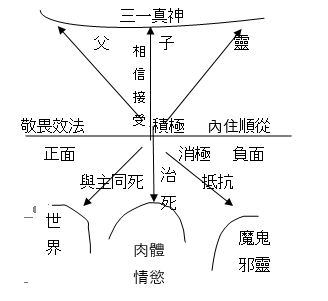 三一真神
父
子
靈
相信接受
敬畏效法
積極
內住順從
正面
消極
負面
與主同死
治死
抵抗
世界
肉體
情慾
魔鬼
邪靈